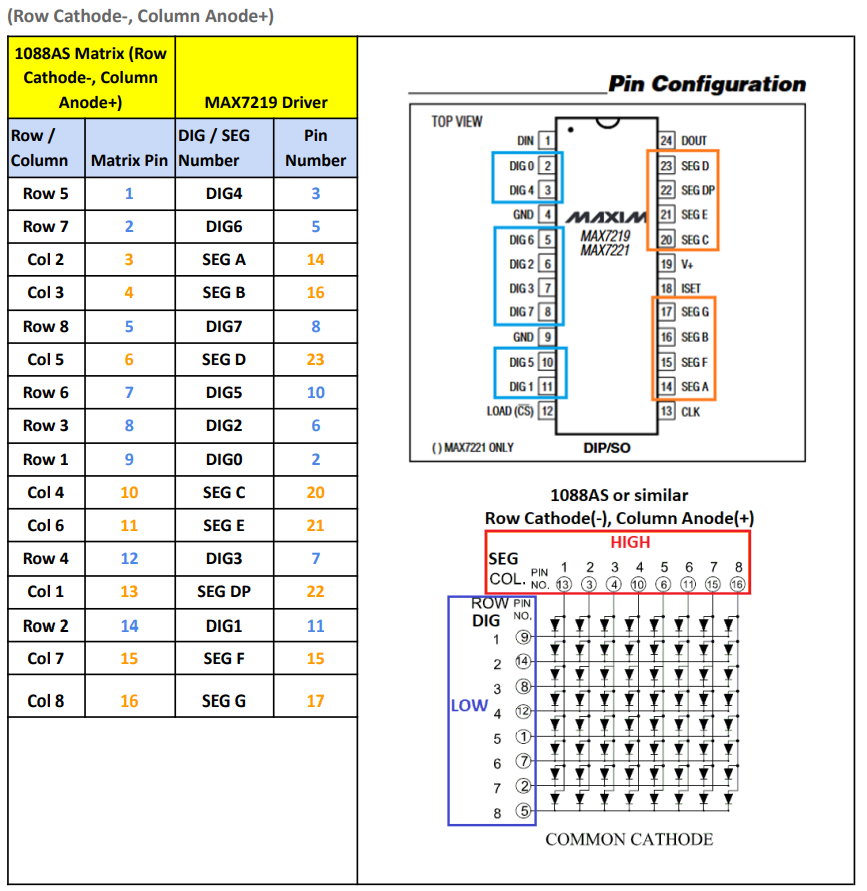 (Row Cathode-, Column Anode+)
1088AS Matrix (Row
Cathode-, Column
Anode+)
MAX7219 Driver
Row /
Column
Matrix Pin
DIG / SEG
Number
Pin
Number
Row 5 1 DIG4 3
Row 7 2 DIG6 5
Col 2 3 SEG A 14
Col 3 4 SEG B 16
Row 8 5 DIG7 8
Col 5 6 SEG D 23
Row 6 7 DIG5 10
Row 3 8 DIG2 6
Row 1 9 DIG0 2
Col 4 10 SEG C 20
Col 6 11 SEG E 21
Row 4 12 DIG3 7
Col 1 13 SEG DP 22
Row 2 14 DIG1 11
Col 7 15 SEG F 15
Col 8 16 SEG G 17
Pin Configuration
TOP VIEW
DIN 1 24 DOUT
DIG 0 2 23 SEG D
DIG 4 3 22 SEG DP
GND 4 21 SEG E
MAXIM
DIG 6 5 20 SEG C
MAX7219
MAX7221
DIG 2 6 19 V+
DIG 3 7 18 ISET
DIG 7 8 17 SEG G
GND 9 16 SEG B
DIG 5 10 15 SEG F
DIG 1 11 14 SEG A
LOAD (CS) 12 13 CLK
( ) MAX7221 ONLY
DIP/SO
1088AS or similar
Row Cathode(-), Column Anode(+)
HIGH
SEG
COL.
PIN
NO.
1 2 3 4 5 6 7 8
13 3 4 10 6 11 15 16
ROW
DIG
PIN
NO.
1 9
2 14
3 8
LOW
4 12
5 1
6 7
7 2
8 5
COMMON CATHODE